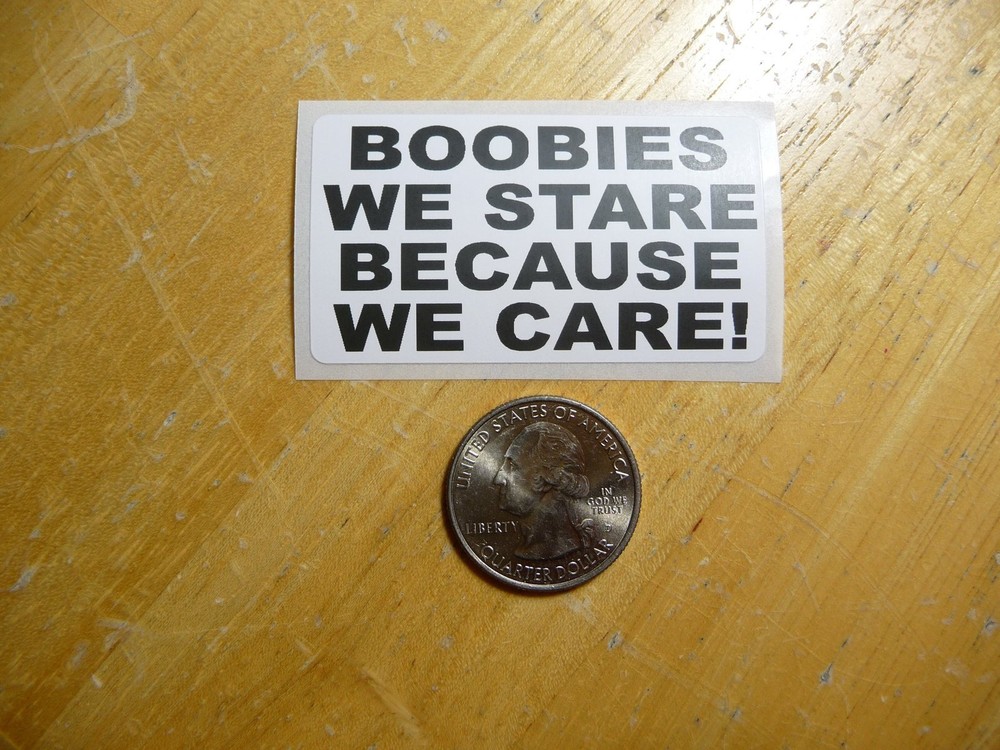 BOOBIES
WE STARE
BECAUSE
WE CARE!
UNITED STATES OF AMERICA
IN
GOD WE
TRUST
LIBERTY
QUARTER DOLLAR